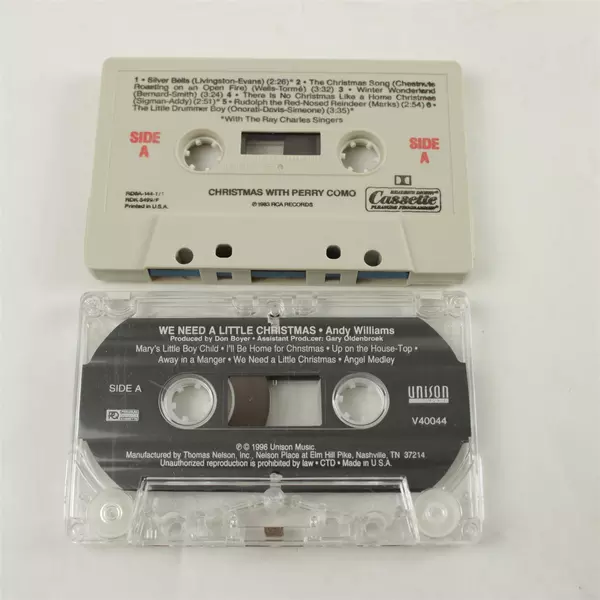 1 • Silver Bells (Livingston-Evans) (2:26)* 2 • The Christmas Song (Chestnuts
Roasting on an Open Fire) (Wells-Tormé) (3:32) 3 • Winter Wonderland
(Bernard-Smith) (3:24) 4 • There Is No Christmas Like a Home Christmas
(Sigman-Addy) (2:51)* 5 • Rudolph the Red-Nosed Reindeer (Marks) (2:54) 6 •
The Little Drummer Boy (Onorati-Davis-Simeone) (3:35)*
*With The Ray Charles Singers
SIDE
A
SIDE
A
Printed in U.S.A.
CHRISTMAS WITH PERRY COMO
℗ 1983 RCA RECORDS
Cassette
WE NEED A LITTLE CHRISTMAS • Andy Williams
Produced by Don Boyer • Assistant Producer: Gary Oldenbroek
Mary's Little Boy Child • I'll Be Home for Christmas • Up on the House-Top •
Away in a Manger • We Need a Little Christmas • Angel Medley
SIDE A
UNISON
V40044
℗ © 1996 Unison Music.
Manufactured by Thomas Nelson, Inc., Nelson Place at Elm Hill Pike, Nashville, TN 37214
Unauthorized reproduction is prohibited by law • CTD • Made in U.S.A.